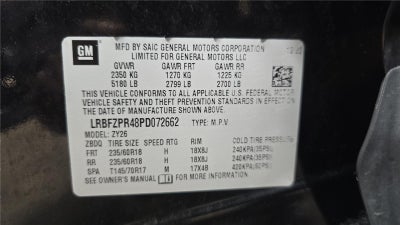 GM
MFD BY SAIC GENERAL MOTORS CORPORATION
LIMITED FOR GENERAL MOTORS LLC
GVWR GAWR FRT GAWR RR
2350 KG 1270 KG 1225 KG
5180 LB 2799 LB 2700 LB
THIS VEHICLE CONFORMS TO ALL APPLICABLE U.S. FEDERAL MOTOR
VEHICLE SAFETY AND THEFT PREVENTION STANDARDS IN EFFECT ON
THE DATE OF MANUFACTURE SHOWN ABOVE.
LRBFZPR48PD072662 TYPE: M.P.V.
MODEL: ZY26
ZBDQ TIRE SIZE SPEED RTG RIM COLD TIRE PRESSURE
FRT 235/60R18 H 18X8J 240KPA(35PSI)
RR 235/60R18 H 18X8J
SPA T145/70R17 M 17X4B 420KPA(60PSI)
SEE OWNER'S MANUAL FOR ADDITIONAL INFORMATION.